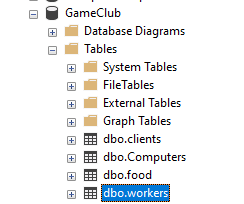 GameClub
Database Diagrams
Tables
System Tables
FileTables
External Tables
Graph Tables
dbo.clients
dbo.Computers
dbo.food
dbo.workers